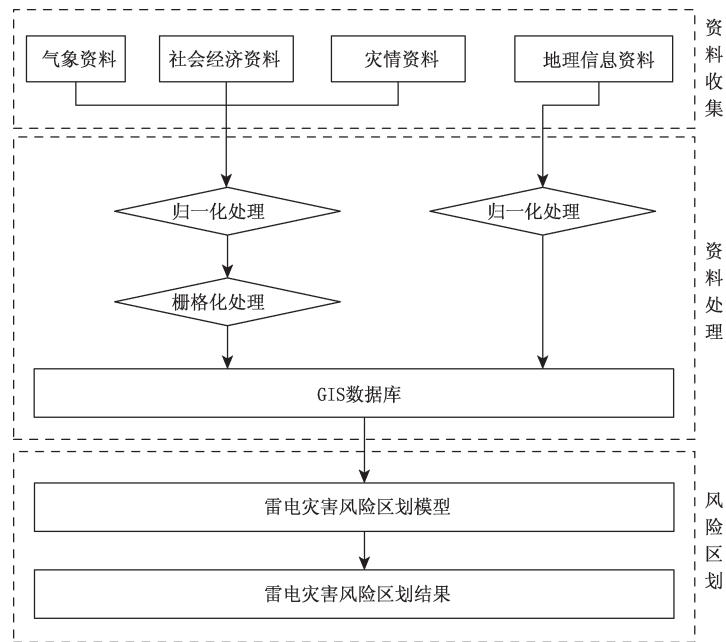 气象资料
社会经济资料
灾情资料
地理信息资料
资料收集
归一化处理
归一化处理
栅格化处理
资料处理
GIS数据库
雷电灾害风险区划模型
雷电灾害风险区划结果
风险区划